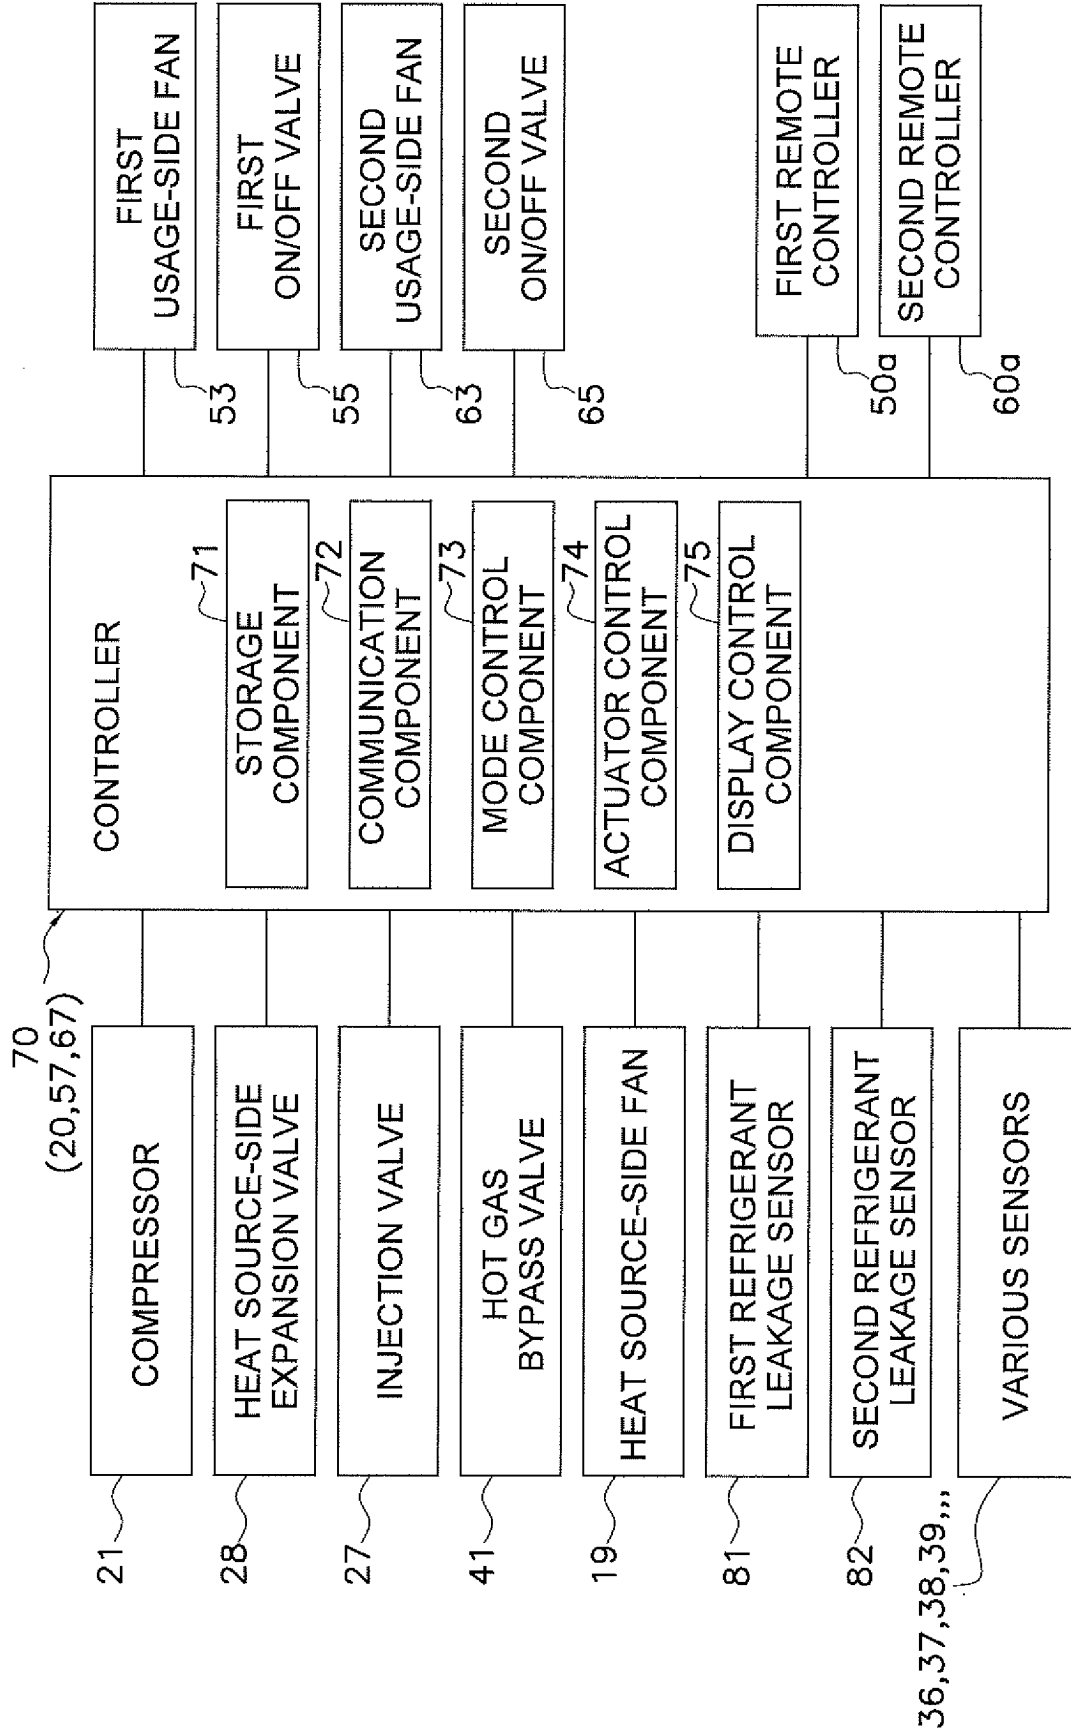 70
(20,57,67)
CONTROLLER
21
COMPRESSOR
28
HEAT SOURCE-SIDE
EXPANSION VALVE
27
INJECTION VALVE
41
HOT GAS
BYPASS VALVE
19
HEAT SOURCE-SIDE FAN
81
FIRST REFRIGERANT
LEAKAGE SENSOR
82
SECOND REFRIGERANT
LEAKAGE SENSOR
36,37,38,39,,,
VARIOUS SENSORS
71
STORAGE
COMPONENT
72
COMMUNICATION
COMPONENT
73
MODE CONTROL
COMPONENT
74
ACTUATOR CONTROL
COMPONENT
75
DISPLAY CONTROL
COMPONENT
53
FIRST
USAGE-SIDE FAN
55
FIRST
ON/OFF VALVE
63
SECOND
USAGE-SIDE FAN
65
SECOND
ON/OFF VALVE
50a
FIRST REMOTE
CONTROLLER
60a
SECOND REMOTE
CONTROLLER